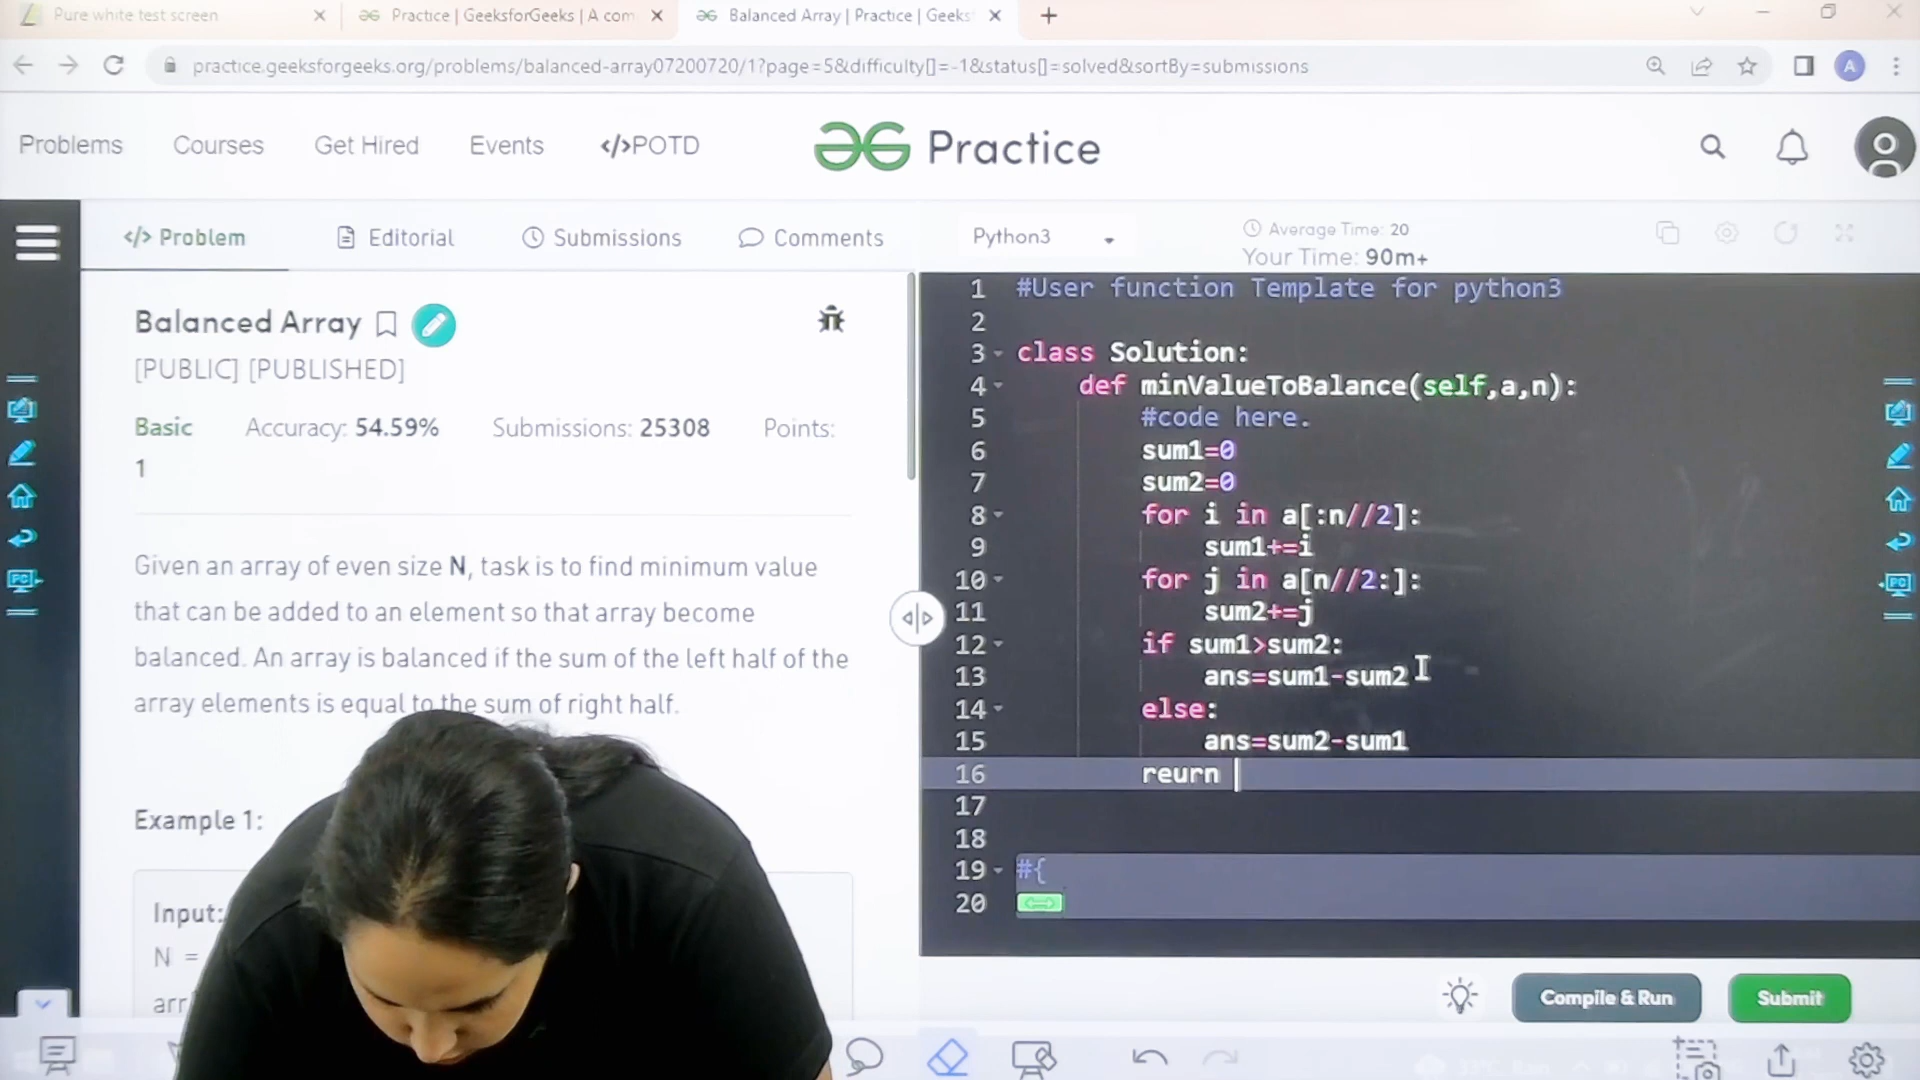 Pure white test screen
Practice | GeeksforGeeks | A com
Balanced Array | Practice | Geeks
practice.geeksforgeeks.org/problems/balanced-array07200720/1?page=5&difficulty[]=-1&status[]=solved&sortBy=submissions
A
Problems
Courses
Get Hired
Events
</>POTD
Practice
</> Problem
Editorial
Submissions
Comments
Python3
Average Time: 20
Your Time: 90m+
Balanced Array
[PUBLIC] [PUBLISHED]
Basic Accuracy: 54.59% Submissions: 25308 Points:
1
Given an array of even size N, task is to find minimum value
that can be added to an element so that array become
balanced. An array is balanced if the sum of the left half of the
array elements is equal to the sum of right half.
Example 1:
Input:
N =
arr
1 #User function Template for python3
2
3 class Solution:
4 def minValueToBalance(self,a,n):
5 #code here.
6 sum1=0
7 sum2=0
8 for i in a[:n//2]:
9 sum1+=i
10 for j in a[n//2:]:
11 sum2+=j
12 if sum1>sum2:
13 ans=sum1-sum2
14 else:
15 ans=sum2-sum1
16 reurn
17
18
19 #{
20
Compile & Run
Submit
PC
PC